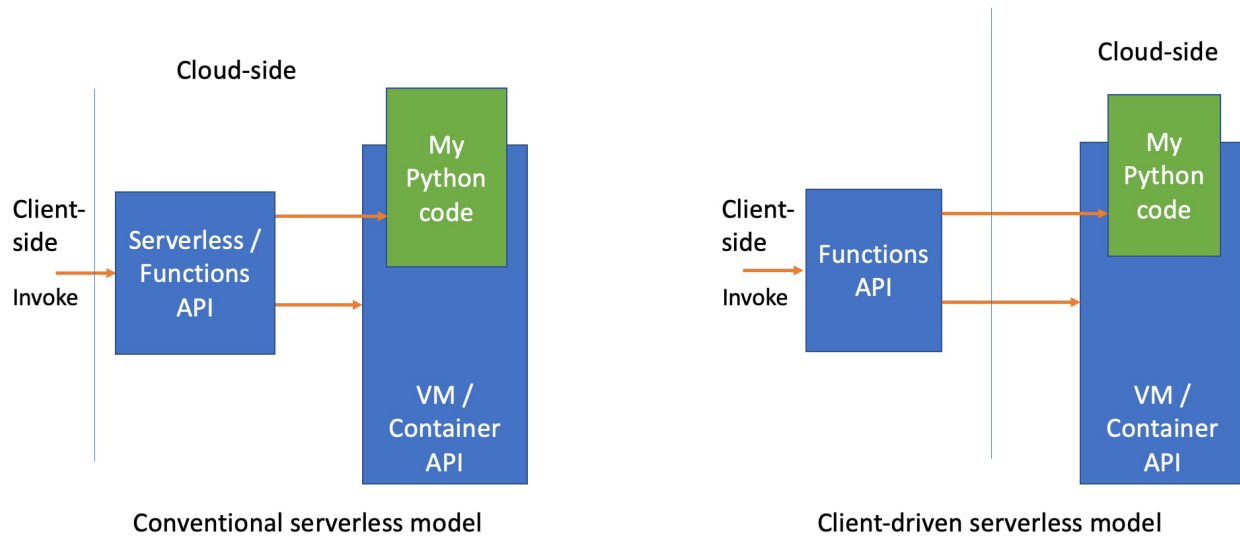 Cloud-side
My
Python
code
Client-
side
Invoke
Serverless /
Functions
API
VM /
Container
API
Conventional serverless model
Cloud-side
My
Python
code
Client-
side
Invoke
Functions
API
VM /
Container
API
Client-driven serverless model